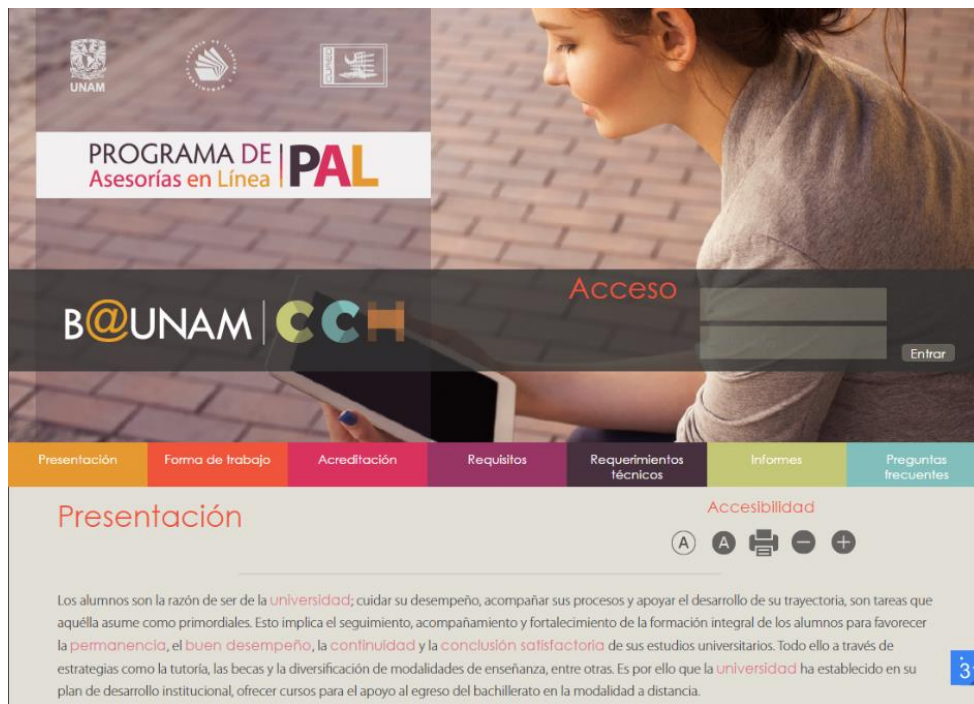 UNAM
CUAED
PROGRAMA DE
Asesorías en Línea
PAL
Acceso
B@UNAM | CCH
Entrar
Presentación
Forma de trabajo
Acreditación
Requisitos
Requerimientos
técnicos
Informes
Preguntas
frecuentes
Presentación
Accesibilidad
A A - +
Los alumnos son la razón de ser de la universidad; cuidar su desempeño, acompañar sus procesos y apoyar el desarrollo de su trayectoria, son tareas que
aquélla asume como primordiales. Esto implica el seguimiento, acompañamiento y fortalecimiento de la formación integral de los alumnos para favorecer
la permanencia, el buen desempeño, la continuidad y la conclusión satisfactoria de sus estudios universitarios. Todo ello a través de
estrategias como la tutoría, las becas y la diversificación de modalidades de enseñanza, entre otras. Es por ello que la universidad ha establecido en su
plan de desarrollo institucional, ofrecer cursos para el apoyo al egreso del bachillerato en la modalidad a distancia.